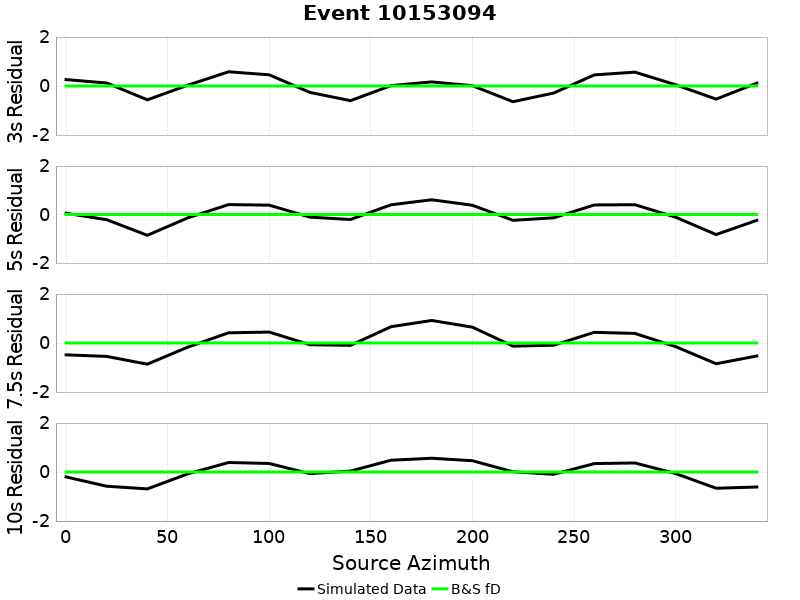 Event 10153094
3s Residual
2
0
-2
5s Residual
2
0
-2
7.5s Residual
2
0
-2
10s Residual
2
0
-2
0 50 100 150 200 250 300
Source Azimuth
Simulated Data B&S fD